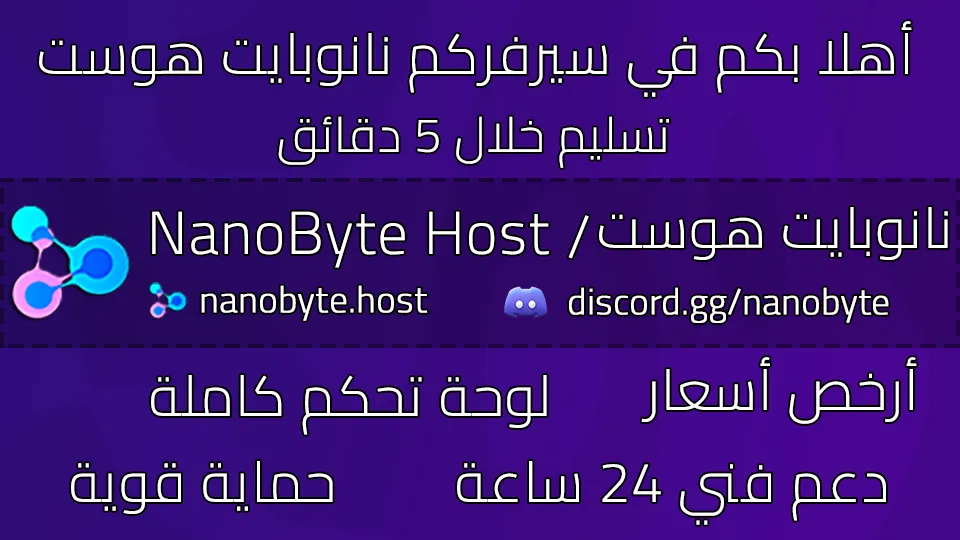 أهلا بكم في سيرفركم نانوبايت هوست
تسليم خلال 5 دقائق
NanoByte Host / نانوبايت هوست
nanobyte.host discord.gg/nanobyte
أرخص أسعار لوحة تحكم كاملة
دعم فني 24 ساعة حماية قوية